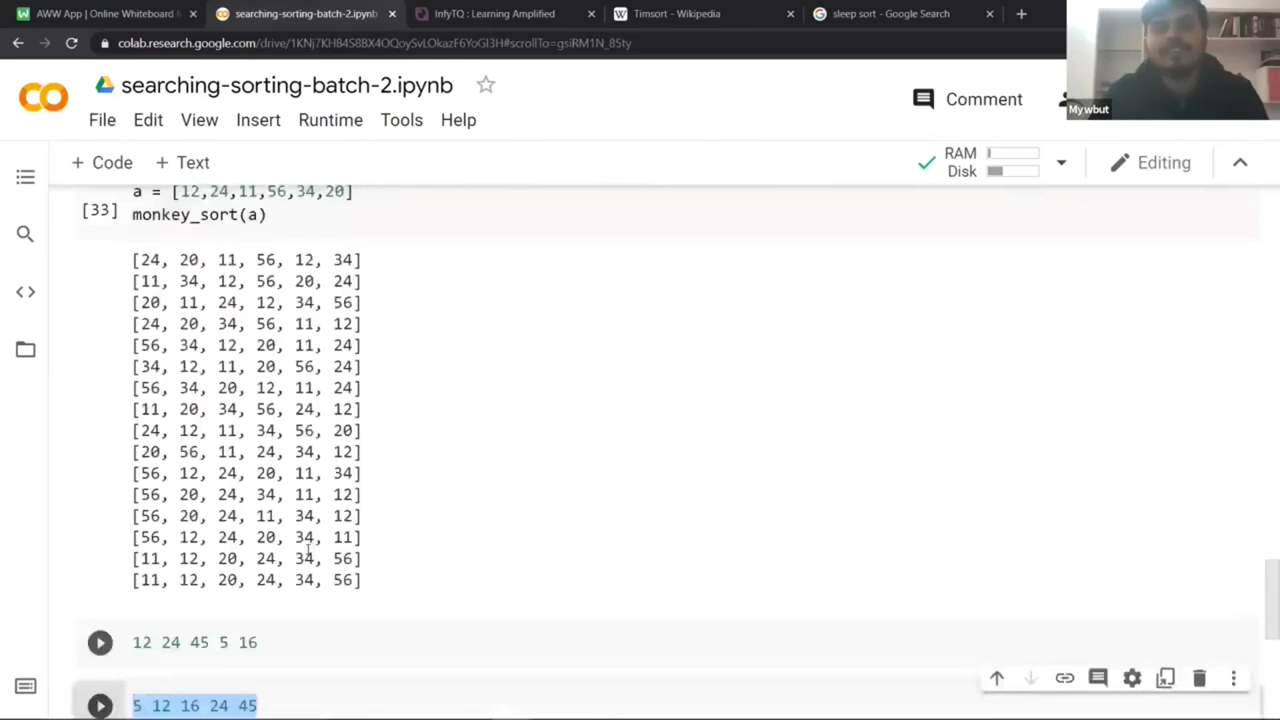 AWW App | Online Whiteboard
searching-sorting-batch-2.ipynb
InfyTQ : Learning Amplified
Timsort - Wikipedia
sleep sort - Google Search
colab.research.google.com/drive/1KNj7KH84S8BX4OQoySvLOkazF6YoGI3H#scrollTo=gsiRM1N_85ty
Mywbut
searching-sorting-batch-2.ipynb
Comment
File Edit View Insert Runtime Tools Help
+ Code + Text
RAM
Disk
Editing
a = [12,24,11,56,34,20]
[33] monkey_sort(a)
[24, 20, 11, 56, 12, 34]
[11, 34, 12, 56, 20, 24]
[20, 11, 24, 12, 34, 56]
[24, 20, 34, 56, 11, 12]
[56, 34, 12, 20, 11, 24]
[34, 12, 11, 20, 56, 24]
[56, 34, 20, 12, 11, 24]
[11, 20, 34, 56, 24, 12]
[24, 12, 11, 34, 56, 20]
[20, 56, 11, 24, 34, 12]
[56, 12, 24, 20, 11, 34]
[56, 20, 24, 34, 11, 12]
[56, 20, 24, 11, 34, 12]
[56, 12, 24, 20, 34, 11]
[11, 12, 20, 24, 34, 56]
[11, 12, 20, 24, 34, 56]
12 24 45 5 16
5 12 16 24 45